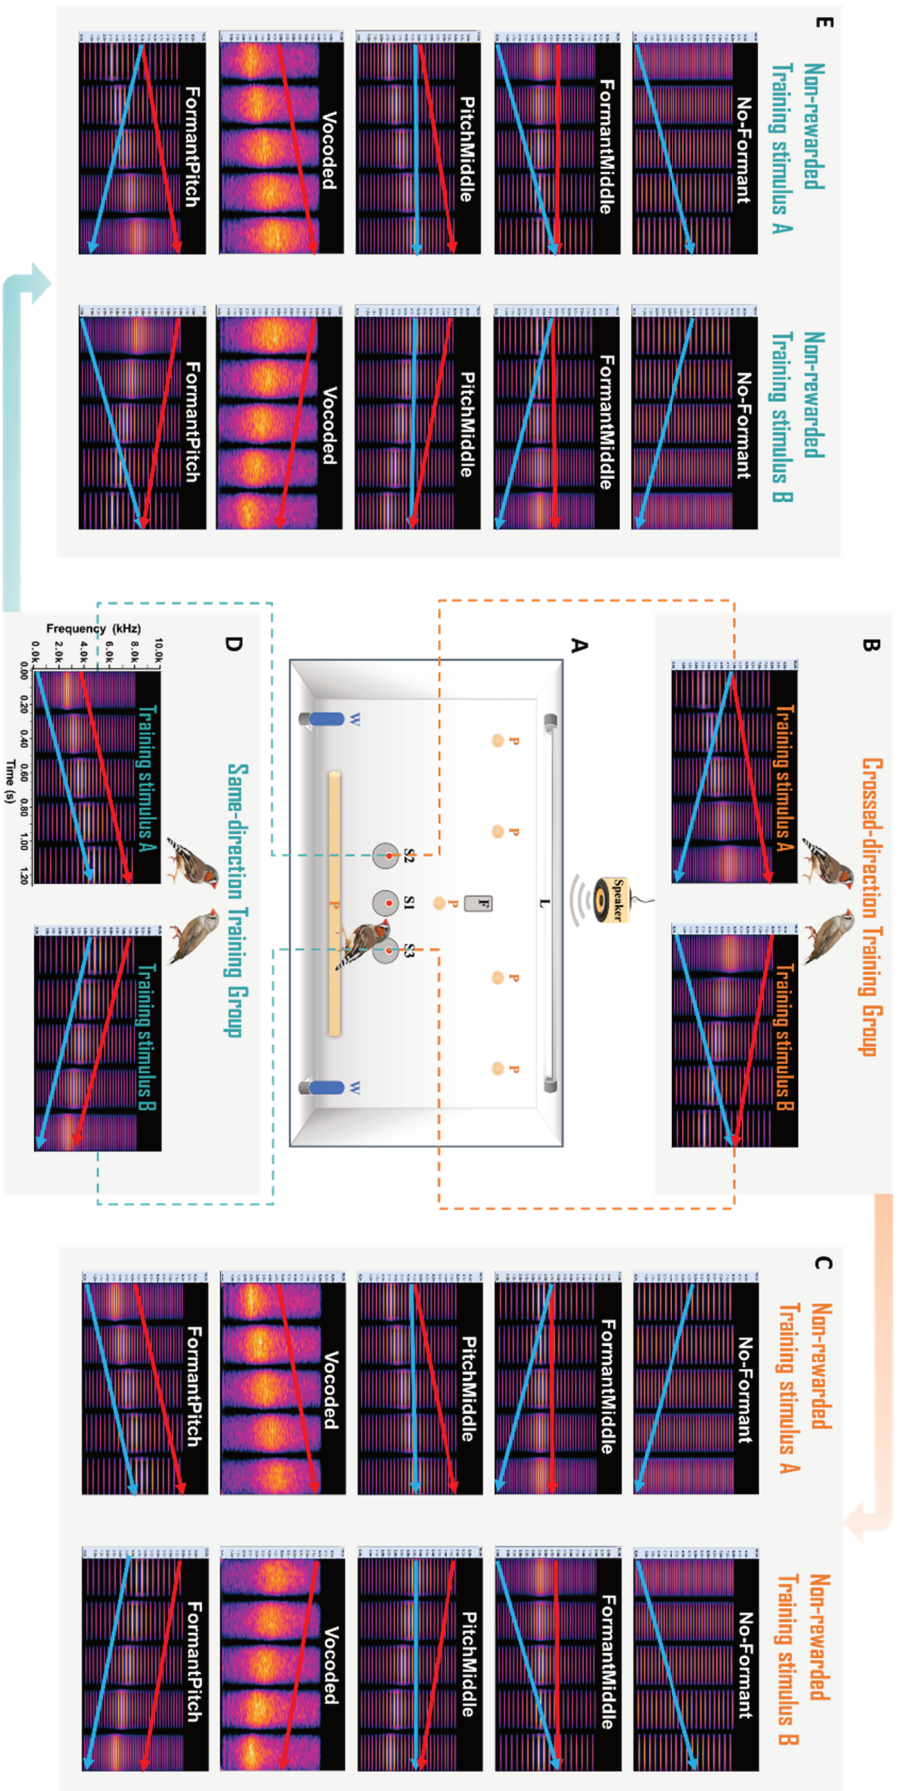 A
Speaker
L
P
P
P
P
F
P
S2
S1
S3
W
P
W
B
Crossed-direction Training Group
Training stimulus A
Training stimulus B
C
Non-rewarded
Training stimulus A
Non-rewarded
Training stimulus B
No-Formant
No-Formant
FormantMiddle
FormantMiddle
PitchMiddle
PitchMiddle
Vocoded
Vocoded
FormantPitch
FormantPitch
D
Same-direction Training Group
Training stimulus A
Training stimulus B
Frequency (kHz)
10.0k
8.0k
6.0k
4.0k
2.0k
0.0k
0.00 0.20 0.40 0.60 0.80 1.00 1.20
Time (s)
E
Non-rewarded
Training stimulus A
Non-rewarded
Training stimulus B
No-Formant
No-Formant
FormantMiddle
FormantMiddle
PitchMiddle
PitchMiddle
Vocoded
Vocoded
FormantPitch
FormantPitch